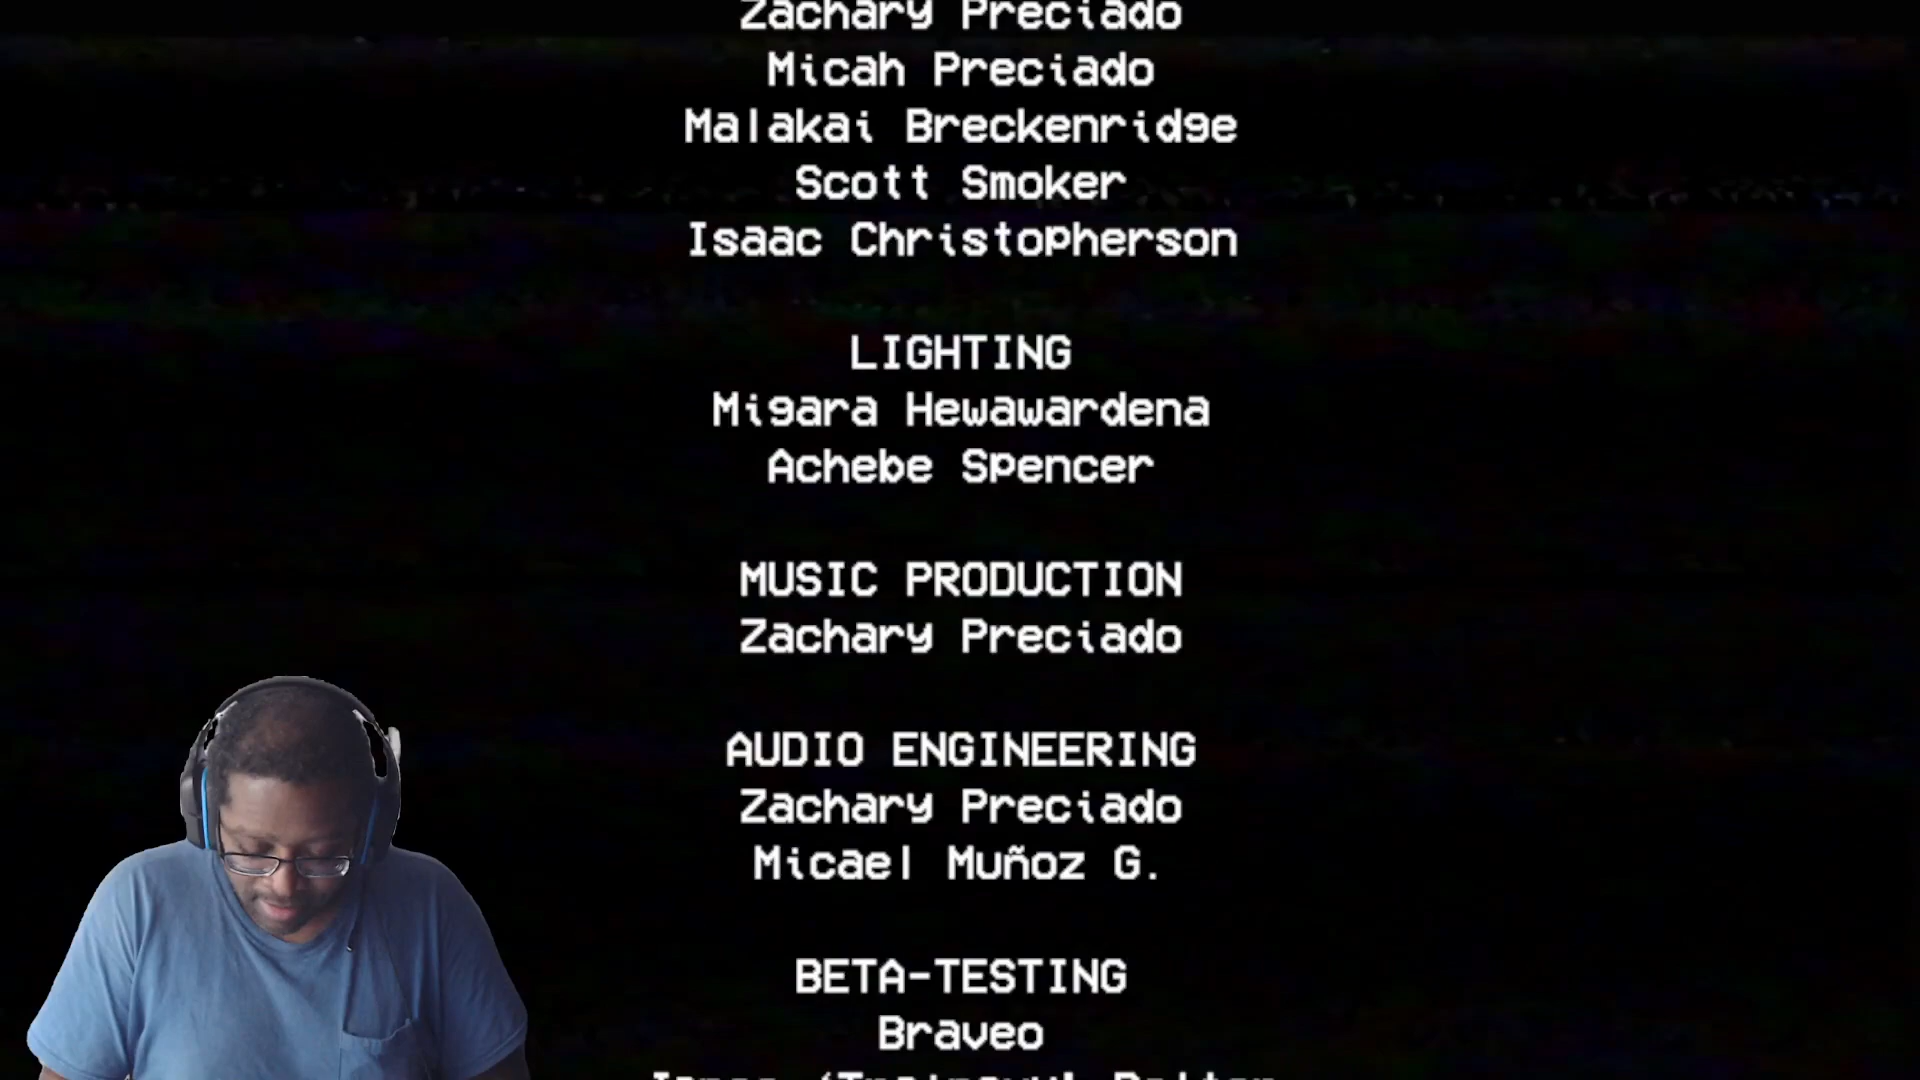 Zachary Preciado
Micah Preciado
Malakai Breckenridge
Scott Smoker
Isaac Christopherson
LIGHTING
Migara Hewawardena
Achebe Spencer
MUSIC PRODUCTION
Zachary Preciado
AUDIO ENGINEERING
Zachary Preciado
Micael Muñoz G.
BETA-TESTING
Braveo